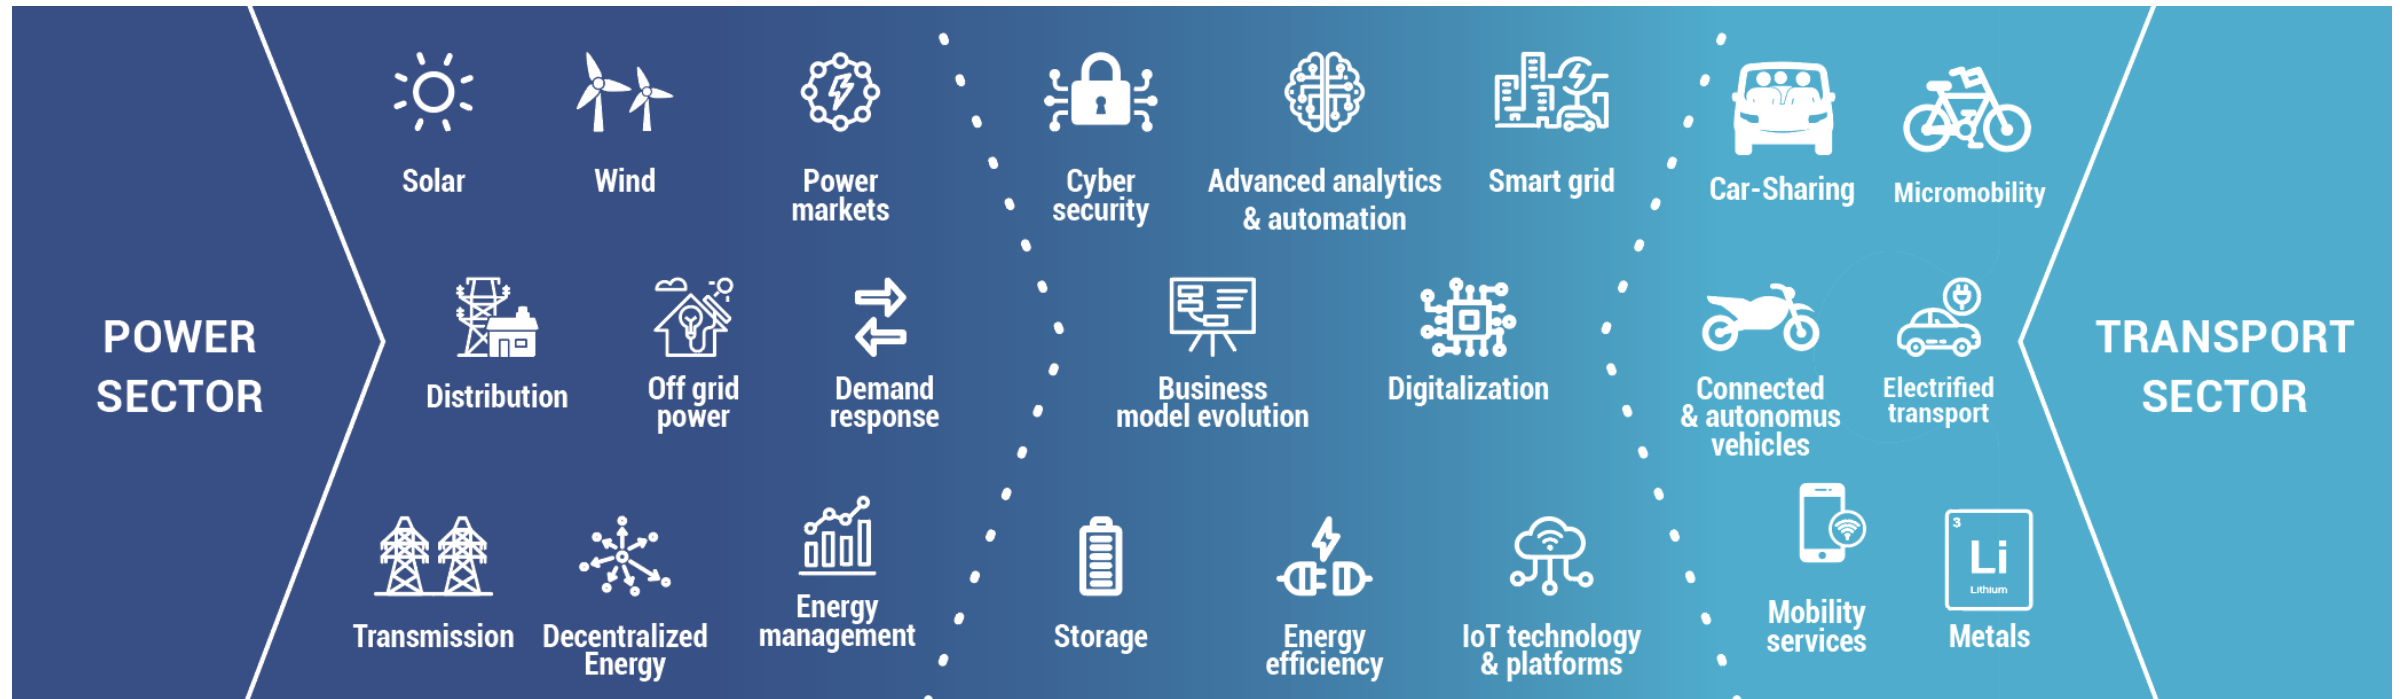 POWER
SECTOR
Solar
Wind
Power
markets
Distribution
Off grid
power
Demand
response
Transmission
Decentralized
Energy
Energy
management
Cyber
security
Advanced analytics
& automation
Smart grid
Business
model evolution
Digitalization
Storage
Energy
efficiency
IoT technology
& platforms
Car-Sharing
Micromobility
Connected
& autonomus
vehicles
Electrified
transport
Mobility
services
3
Li
Lithium
Metals
TRANSPORT
SECTOR